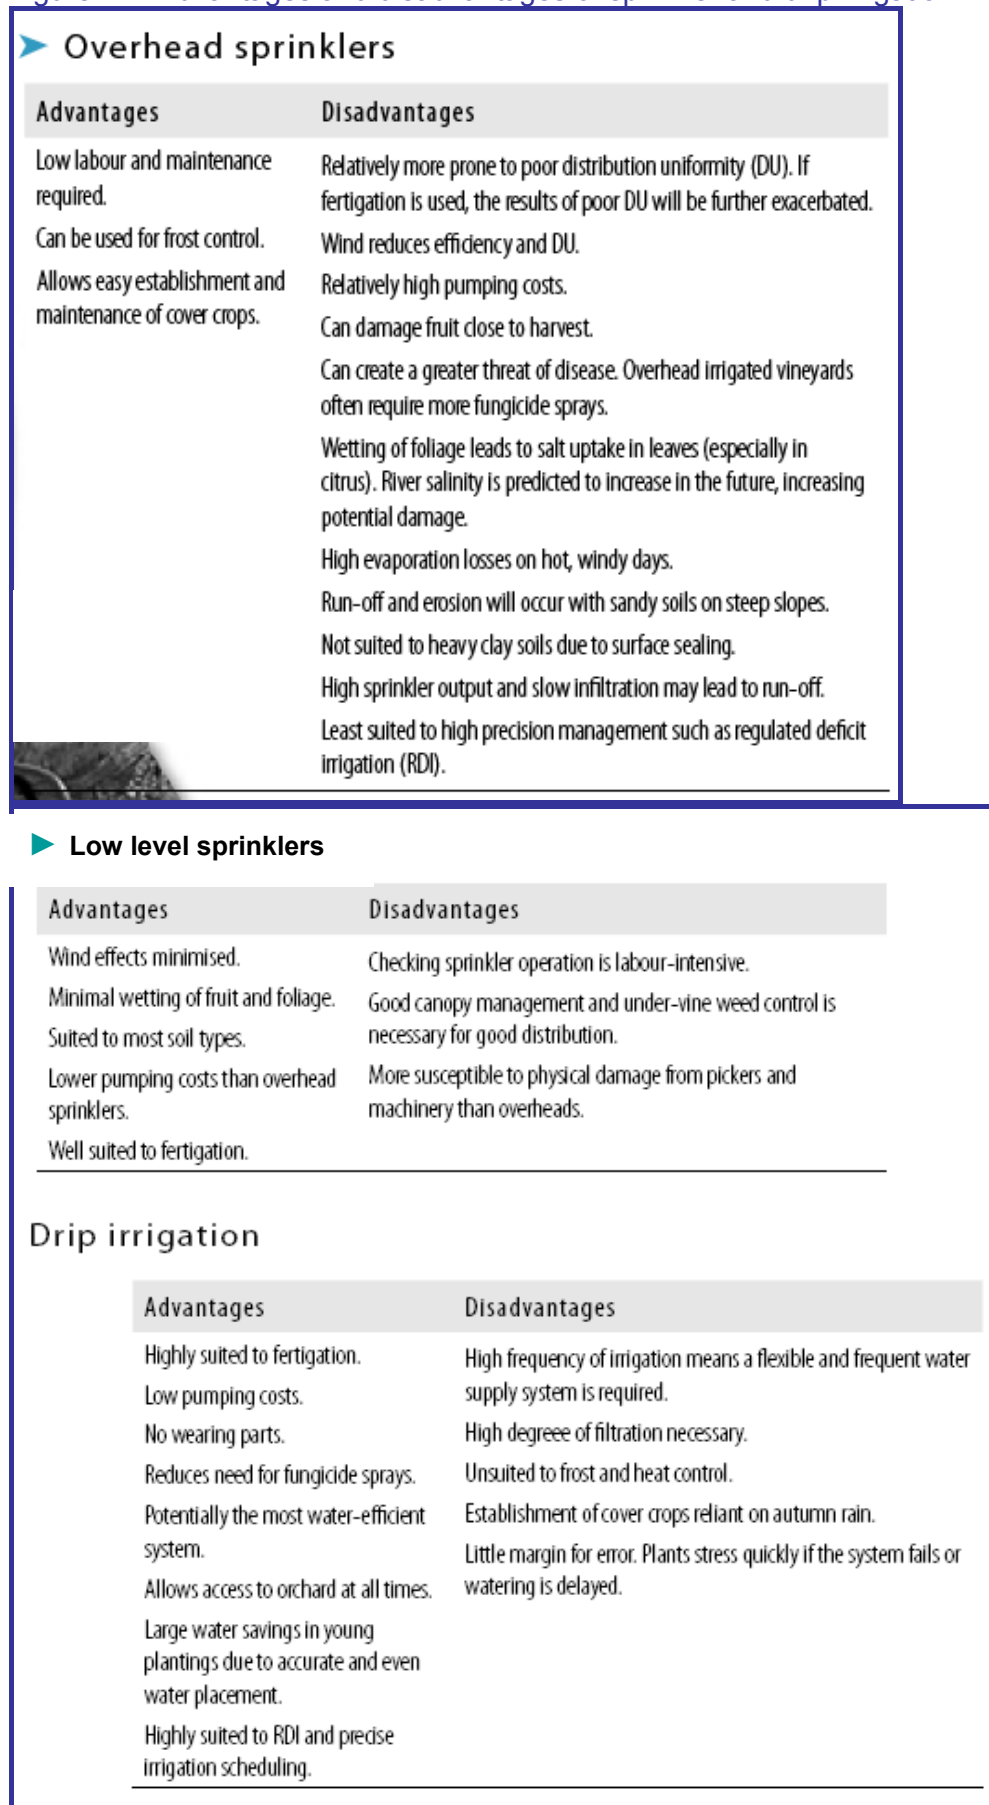 Overhead sprinklers
Advantages
Disadvantages
Low labour and maintenance
required.
Can be used for frost control.
Allows easy establishment and
maintenance of cover crops.
Relatively more prone to poor distribution uniformity (DU). If
fertigation is used, the results of poor DU will be further exacerbated.
Wind reduces efficiency and DU.
Relatively high pumping costs.
Can damage fruit close to harvest.
Can create a greater threat of disease. Overhead irrigated vineyards
often require more fungicide sprays.
Wetting of foliage leads to salt uptake in leaves (especially in
citrus). River salinity is predicted to increase in the future, increasing
potential damage.
High evaporation losses on hot, windy days.
Run-off and erosion will occur with sandy soils on steep slopes.
Not suited to heavy clay soils due to surface sealing.
High sprinkler output and slow infiltration may lead to run-off.
Least suited to high precision management such as regulated deficit
irrigation (RDI).
Low level sprinklers
Advantages
Disadvantages
Wind effects minimised.
Minimal wetting of fruit and foliage.
Suited to most soil types.
Lower pumping costs than overhead
sprinklers.
Well suited to fertigation.
Checking sprinkler operation is labour-intensive.
Good canopy management and under-vine weed control is
necessary for good distribution.
More susceptible to physical damage from pickers and
machinery than overheads.
Drip irrigation
Advantages
Disadvantages
Highly suited to fertigation.
Low pumping costs.
No wearing parts.
Reduces need for fungicide sprays.
Potentially the most water-efficient
system.
Allows access to orchard at all times.
Large water savings in young
plantings due to accurate and even
water placement.
Highly suited to RDI and precise
irrigation scheduling.
High frequency of irrigation means a flexible and frequent water
supply system is required.
High degreee of filtration necessary.
Unsuited to frost and heat control.
Establishment of cover crops reliant on autumn rain.
Little margin for error. Plants stress quickly if the system fails or
watering is delayed.